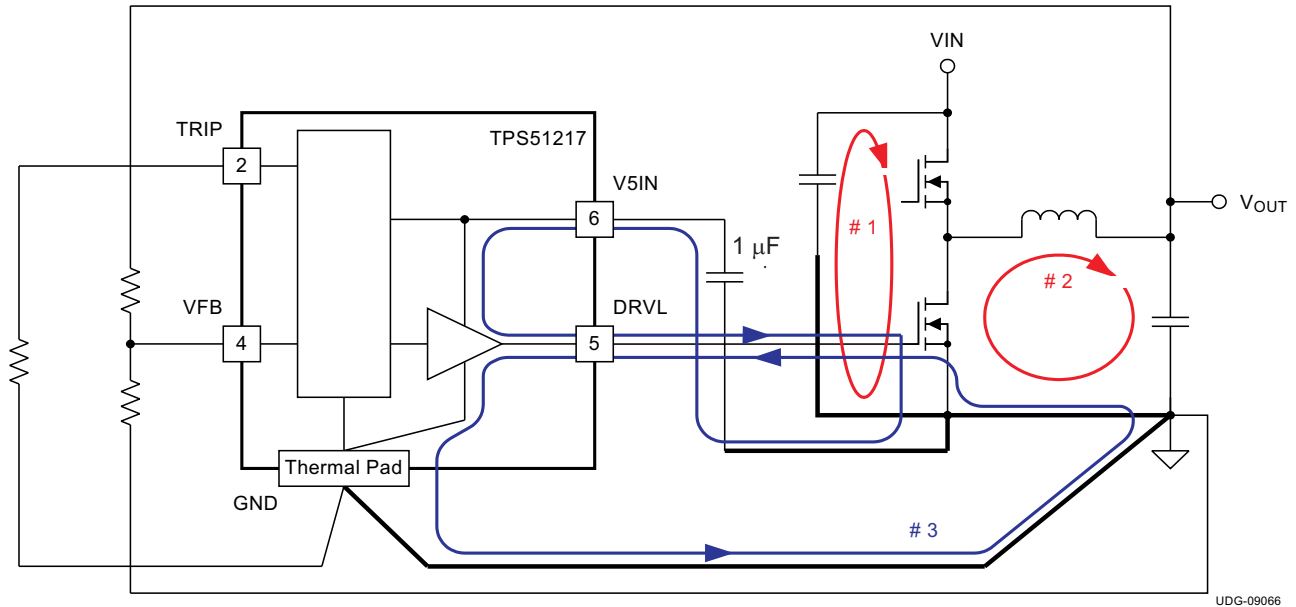 VIN
TRIP
TPS51217
2
V5IN
6
VOUT
# 1
1 μF
# 2
VFB
DRVL
4
5
Thermal Pad
GND
# 3
UDG-09066